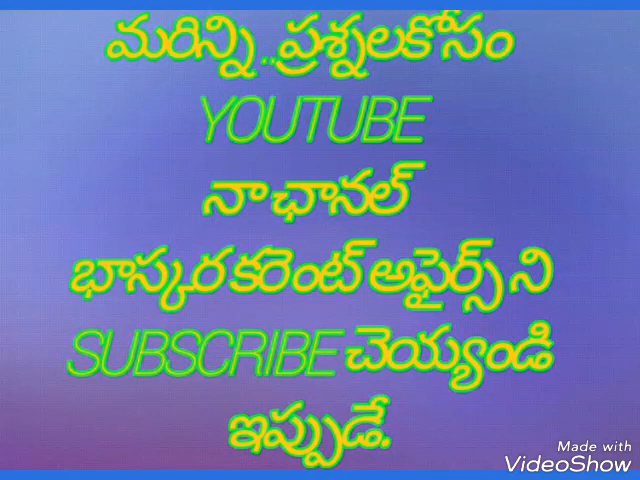 మరిన్ని ..ప్రశ్నలకోసం
YOUTUBE
నా ఛానల్
భాస్కర కరెంట్ అఫైర్స్ ని
SUBSCRIBE చెయ్యండి
ఇప్పుడే.
Made with
VideoShow